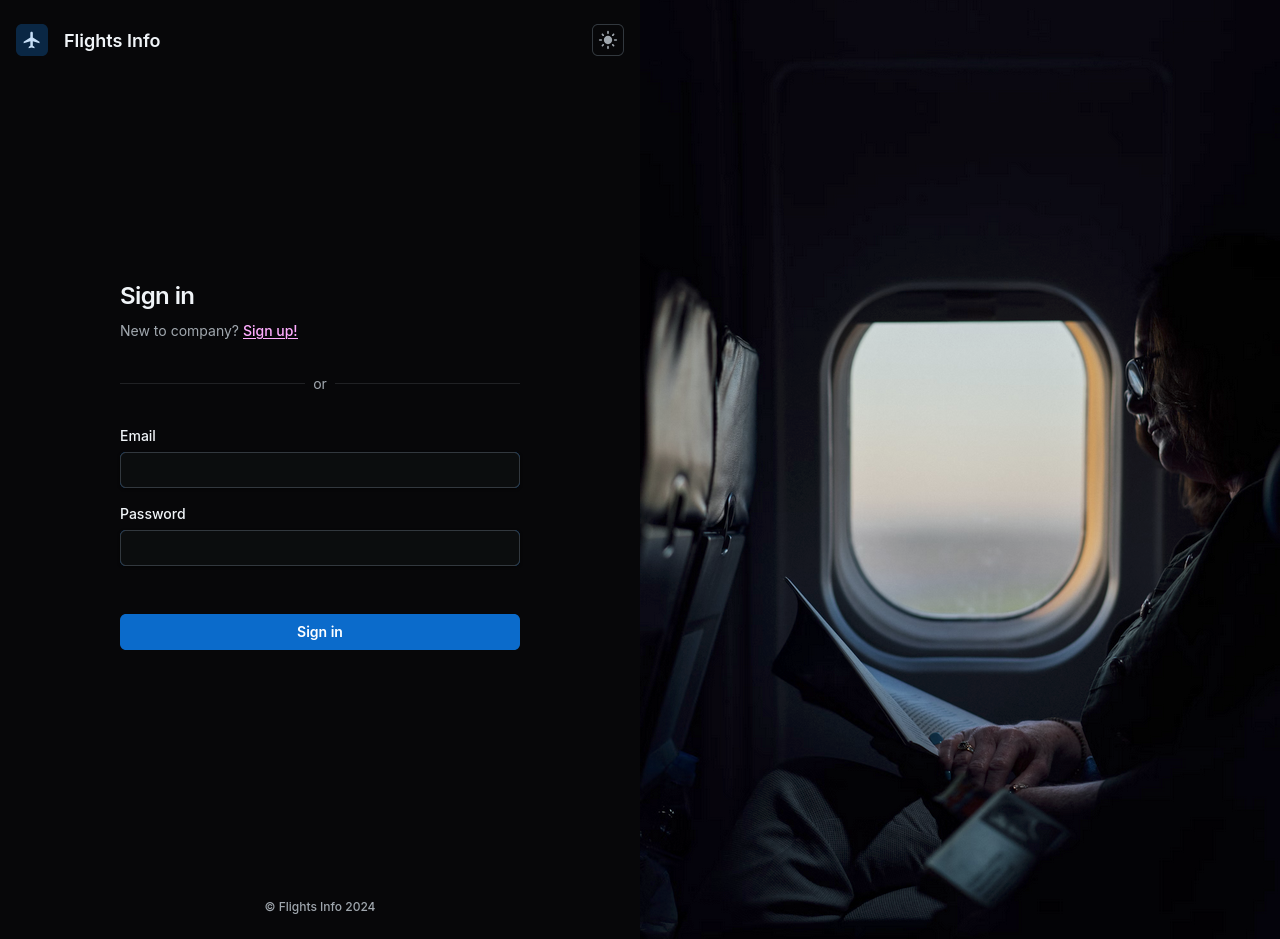 Flights Info
Sign in
New to company? Sign up!
or
Email
Password
Sign in
© Flights Info 2024